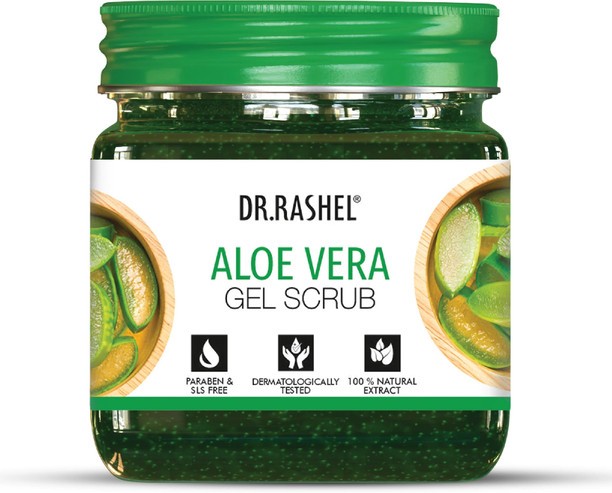 DR.RASHEL®
ALOE VERA
GEL SCRUB
PARABEN &
SLS FREE
DERMATOLOGICALLY
TESTED
100 % NATURAL
EXTRACT